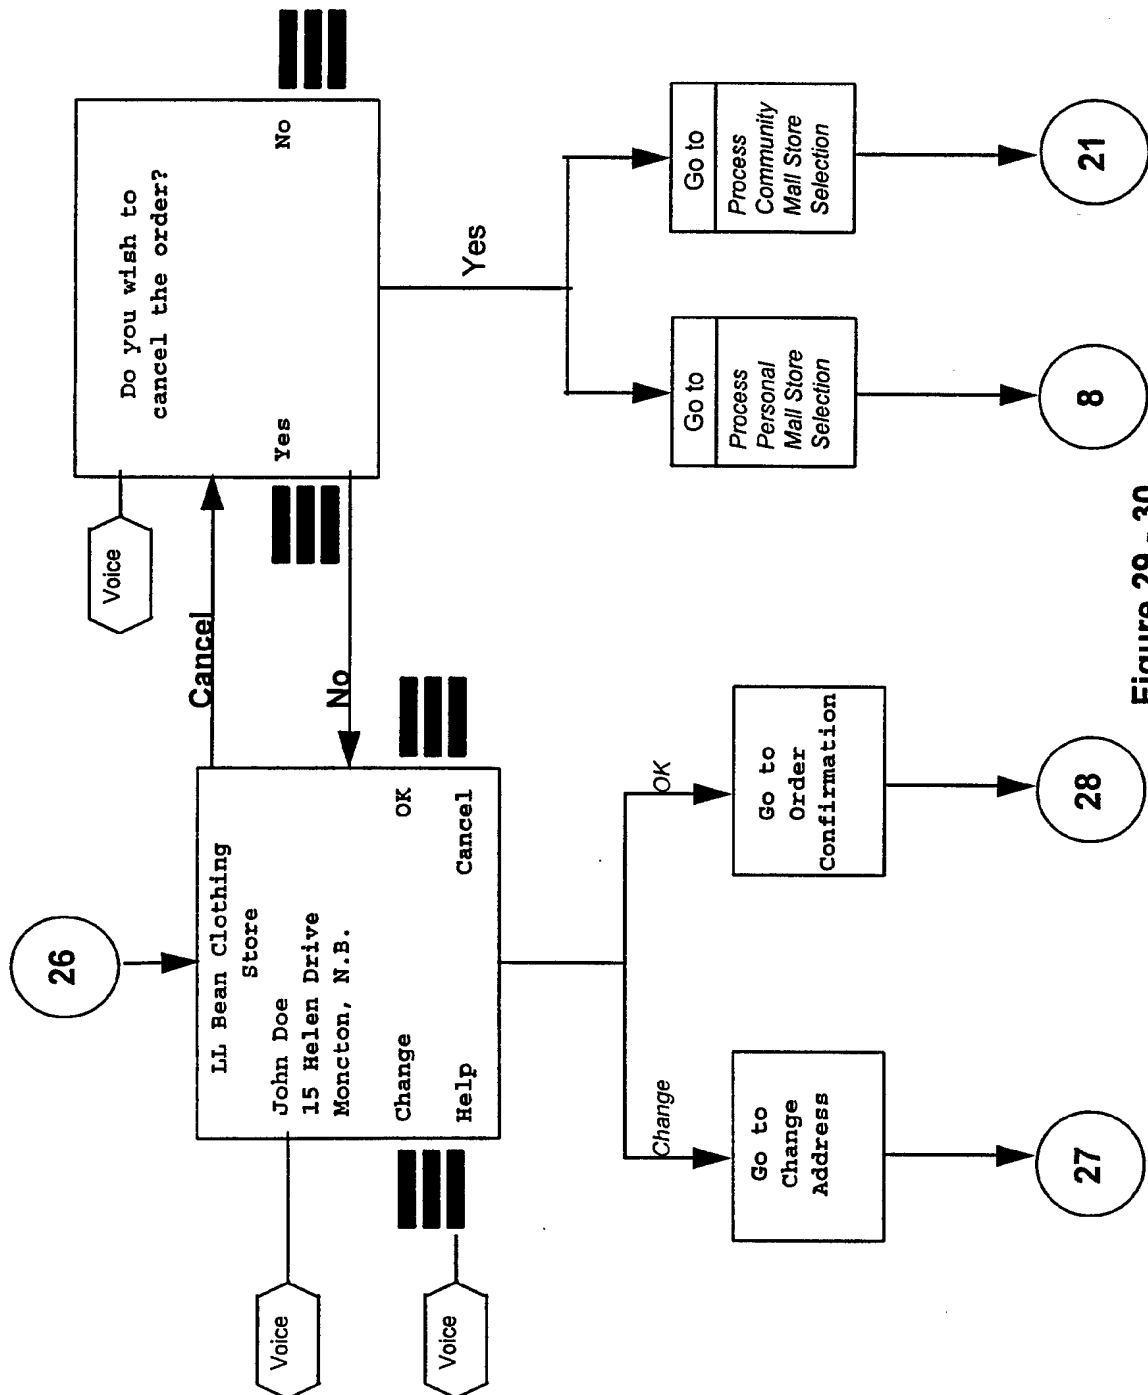 26
LL Bean Clothing
Store
John Doe
15 Helen Drive
Moncton, N.B.
Change OK
Help Cancel
Voice
Voice
Cancel
No
Voice
Do you wish to
cancel the order?
Yes No
Change
OK
Yes
Go to
Change
Address
Go to
Order
Confirmation
Go to
Process
Personal
Mall Store
Selection
Go to
Process
Community
Mall Store
Selection
27
28
8
21
Figure 29 - 30